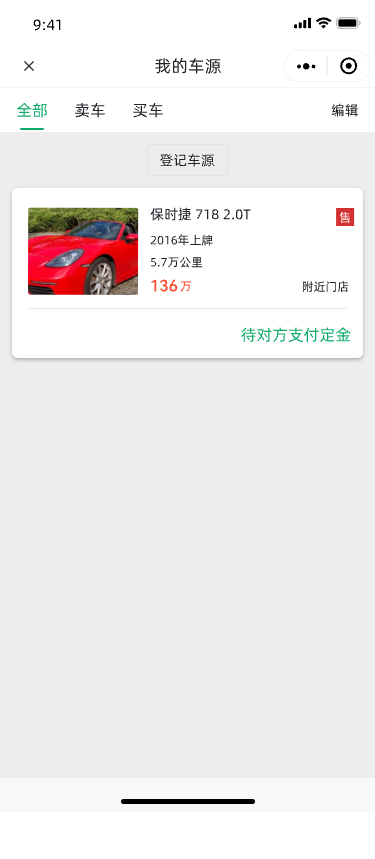 9:41
我的车源
全部 卖车 买车 编辑
登记车源
保时捷 718 2.0T 售
2016年上牌
5.7万公里
136 万 附近门店
待对方支付定金